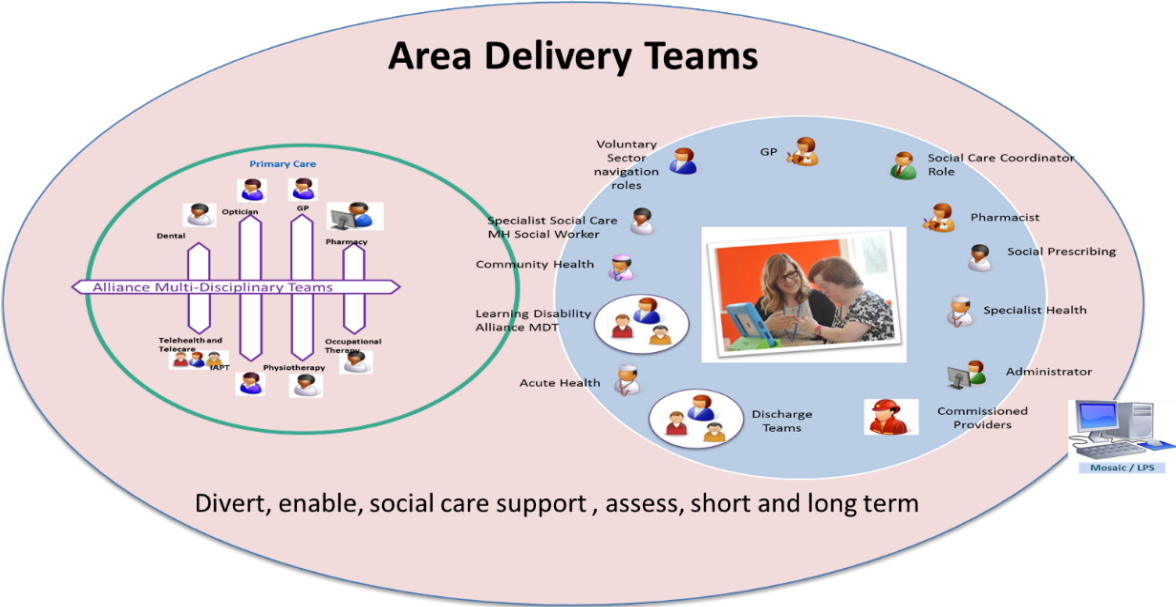 Area Delivery Teams
Primary Care
Optician
GP
Dental
Pharmacy
Alliance Multi-Disciplinary Teams
Telehealth and
Telecare
IAPT
Physiotherapy
Occupational
Therapy
Voluntary
Sector
navigation
roles
GP
Social Care Coordinator
Role
Specialist Social Care
MH Social Worker
Pharmacist
Community Health
Social Prescribing
Learning Disability
Alliance MDT
Specialist Health
Acute Health
Administrator
Discharge
Teams
Commissioned
Providers
Mosaic / LPS
Divert, enable, social care support , assess, short and long term